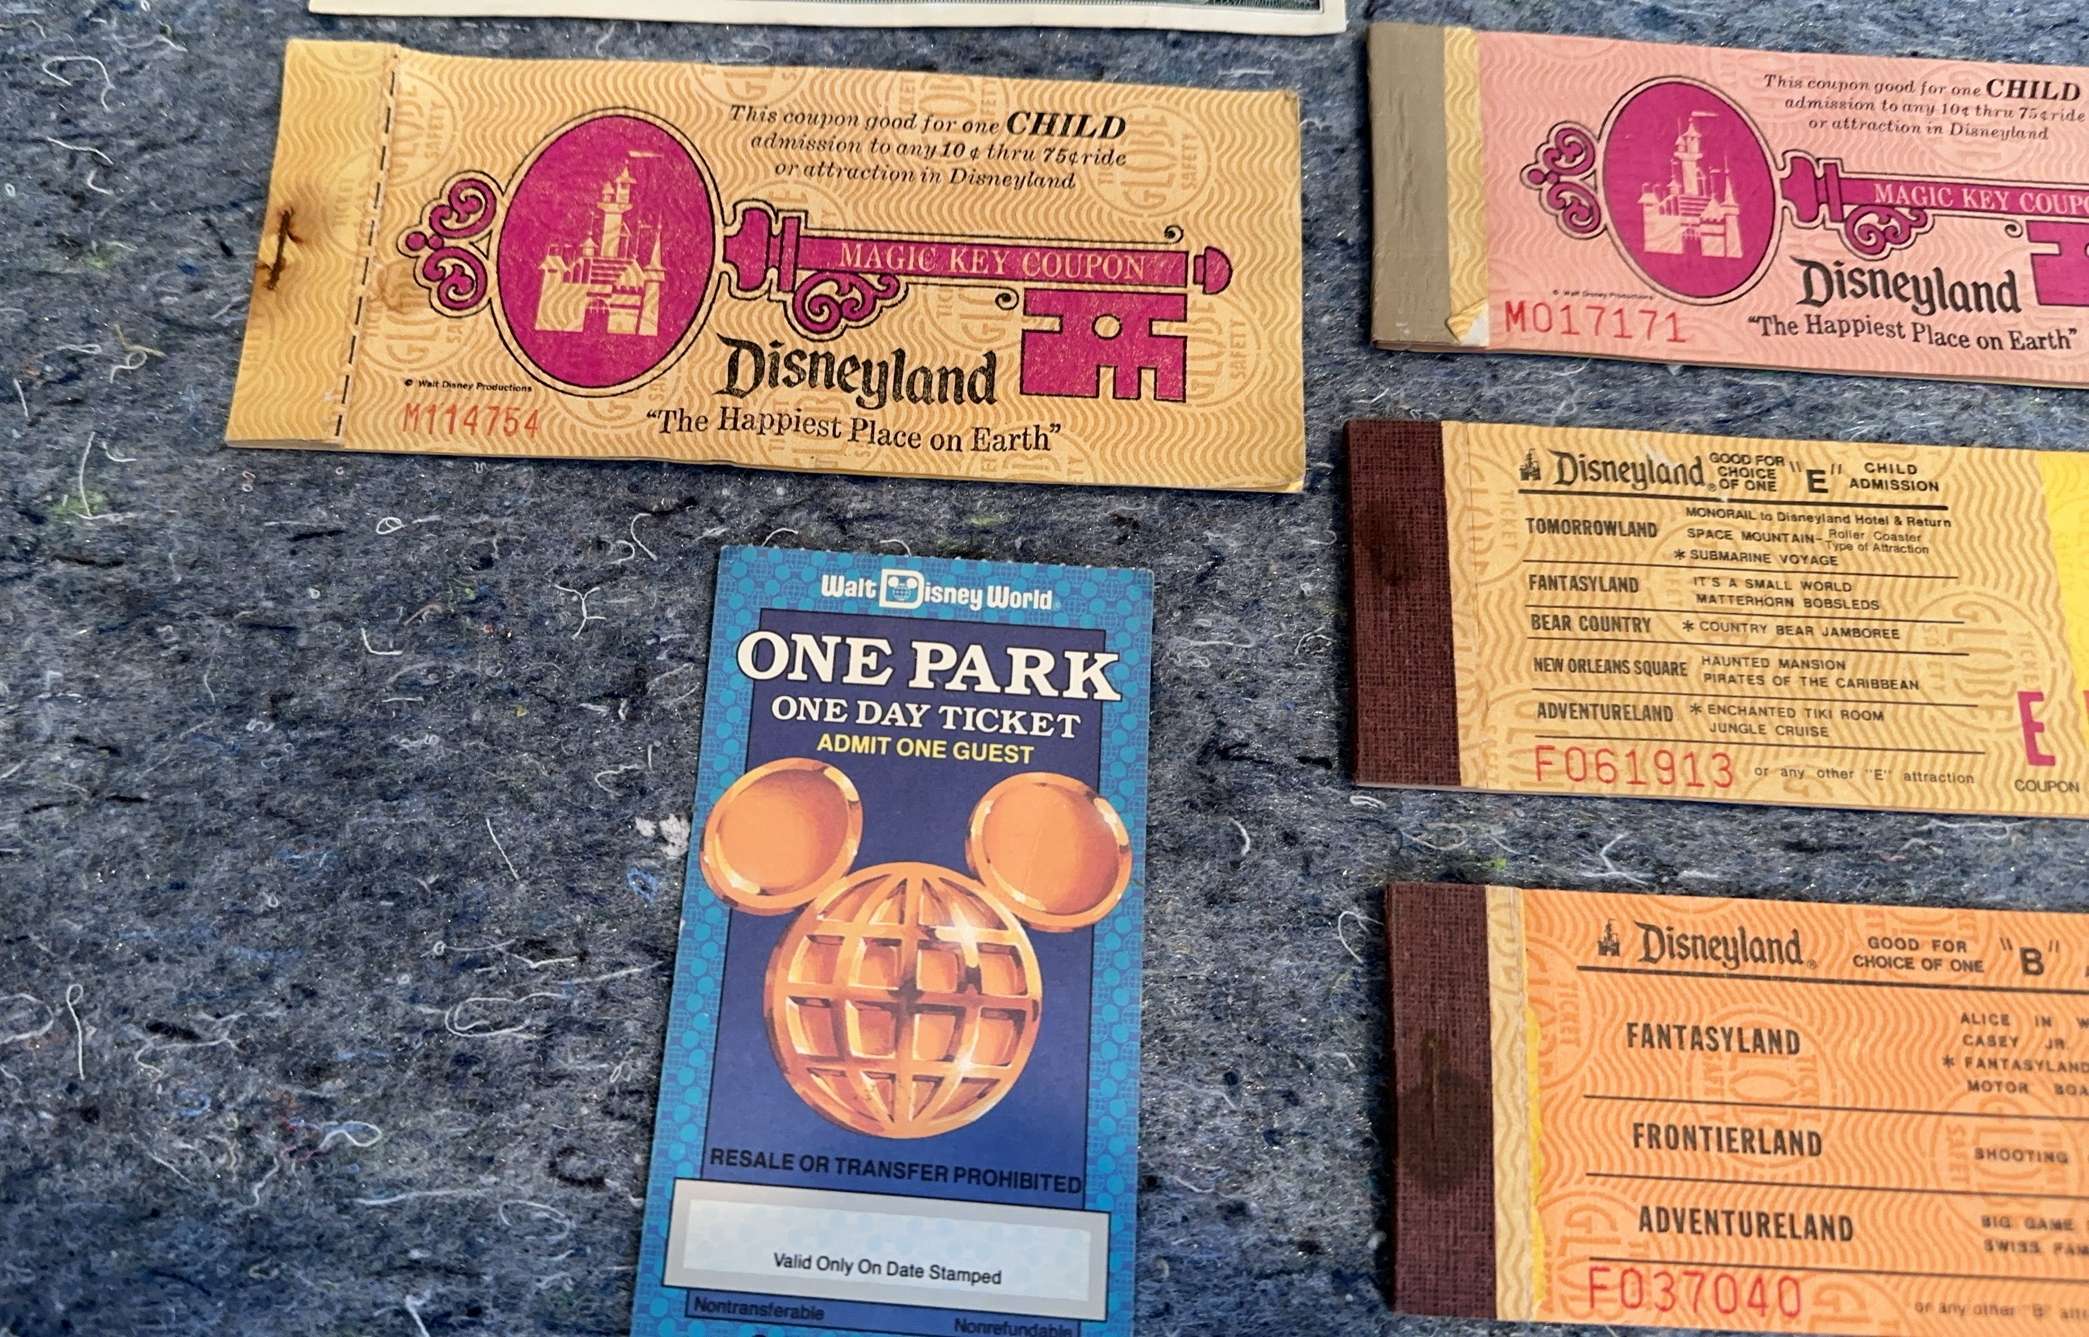 This coupon good for one CHILD
admission to any 10¢ thru 75¢ ride
or attraction in Disneyland
MAGIC KEY COUPON
Disneyland
"The Happiest Place on Earth"
© Walt Disney Productions
M114754
This coupon good for one CHILD
admission to any 10¢ thru 75¢ ride
or attraction in Disneyland
MAGIC KEY
Disneyland
"The Happiest Place on Earth"
© Walt Disney Productions
M017171
Disneyland® GOOD FOR CHOICE OF ONE "E" CHILD ADMISSION
TOMORROWLAND
MONORAIL to Disneyland Hotel & Return
SPACE MOUNTAIN- Roller Coaster Type of Attraction
* SUBMARINE VOYAGE
FANTASYLAND
IT'S A SMALL WORLD
MATTERHORN BOBSLEDS
BEAR COUNTRY * COUNTRY BEAR JAMBOREE
NEW ORLEANS SQUARE
HAUNTED MANSION
PIRATES OF THE CARIBBEAN
ADVENTURELAND
* ENCHANTED TIKI ROOM
JUNGLE CRUISE
F061913 or any other "E" attraction
E
COUPON
Walt Disney World
ONE PARK
ONE DAY TICKET
ADMIT ONE GUEST
RESALE OR TRANSFER PROHIBITED
Valid Only On Date Stamped
Nontransferable Nonrefundable
Disneyland® GOOD FOR CHOICE OF ONE "B"
FANTASYLAND
ALICE IN
CASEY JR.
* FANTASYLAND
MOTOR
FRONTIERLAND SHOOTING
ADVENTURELAND
BIG GAME
SWISS
F037040 or any other "B"